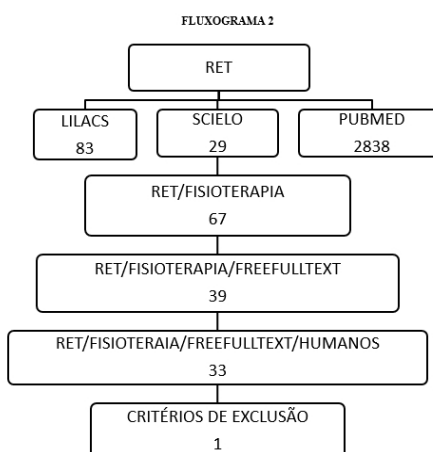 FLUXOGRAMA 2
RET
LILACS
83
SCIELO
29
PUBMED
2838
RET/FISIOTERAPIA
67
RET/FISIOTERAPIA/FREEFULLTEXT
39
RET/FISIOTERAIA/FREEFULLTEXT/HUMANOS
33
CRITÉRIOS DE EXCLUSÃO
1